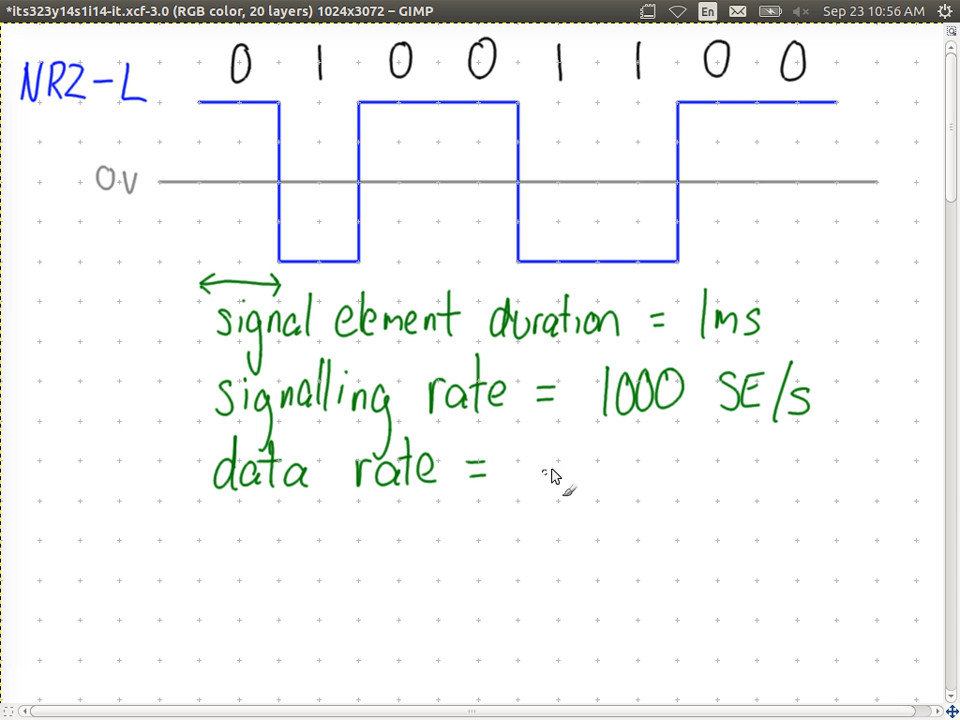 *its323y14s1l14-it.xcf-3.0 (RGB color, 20 layers) 1024x3072 – GIMP En Sep 23 10:56 AM
0 1 0 0 1 1 0 0
NRZ-L
0V
signal element duration = 1ms
signalling rate = 1000 SE/s
data rate =